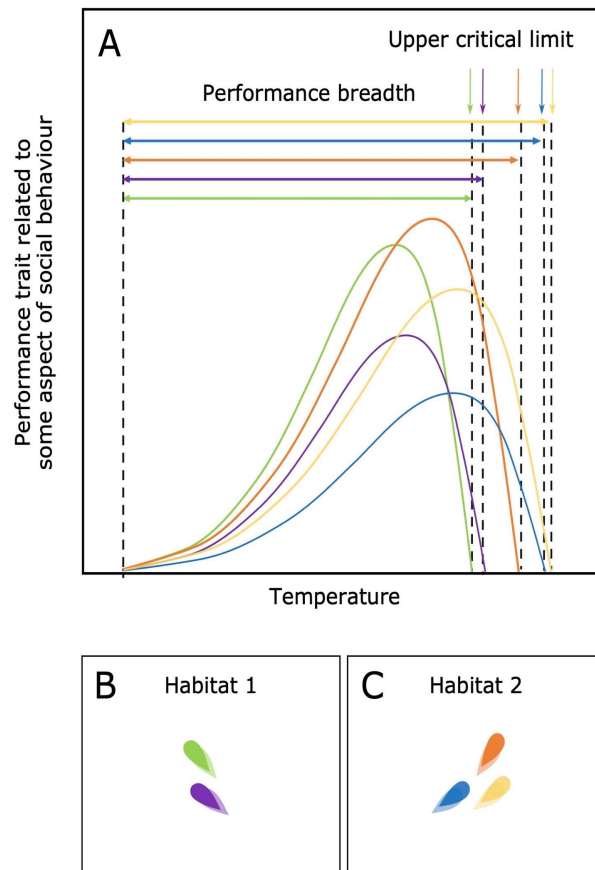 A
Upper critical limit
Performance breadth
Performance trait related to
some aspect of social behaviour
Temperature
B
Habitat 1
C
Habitat 2